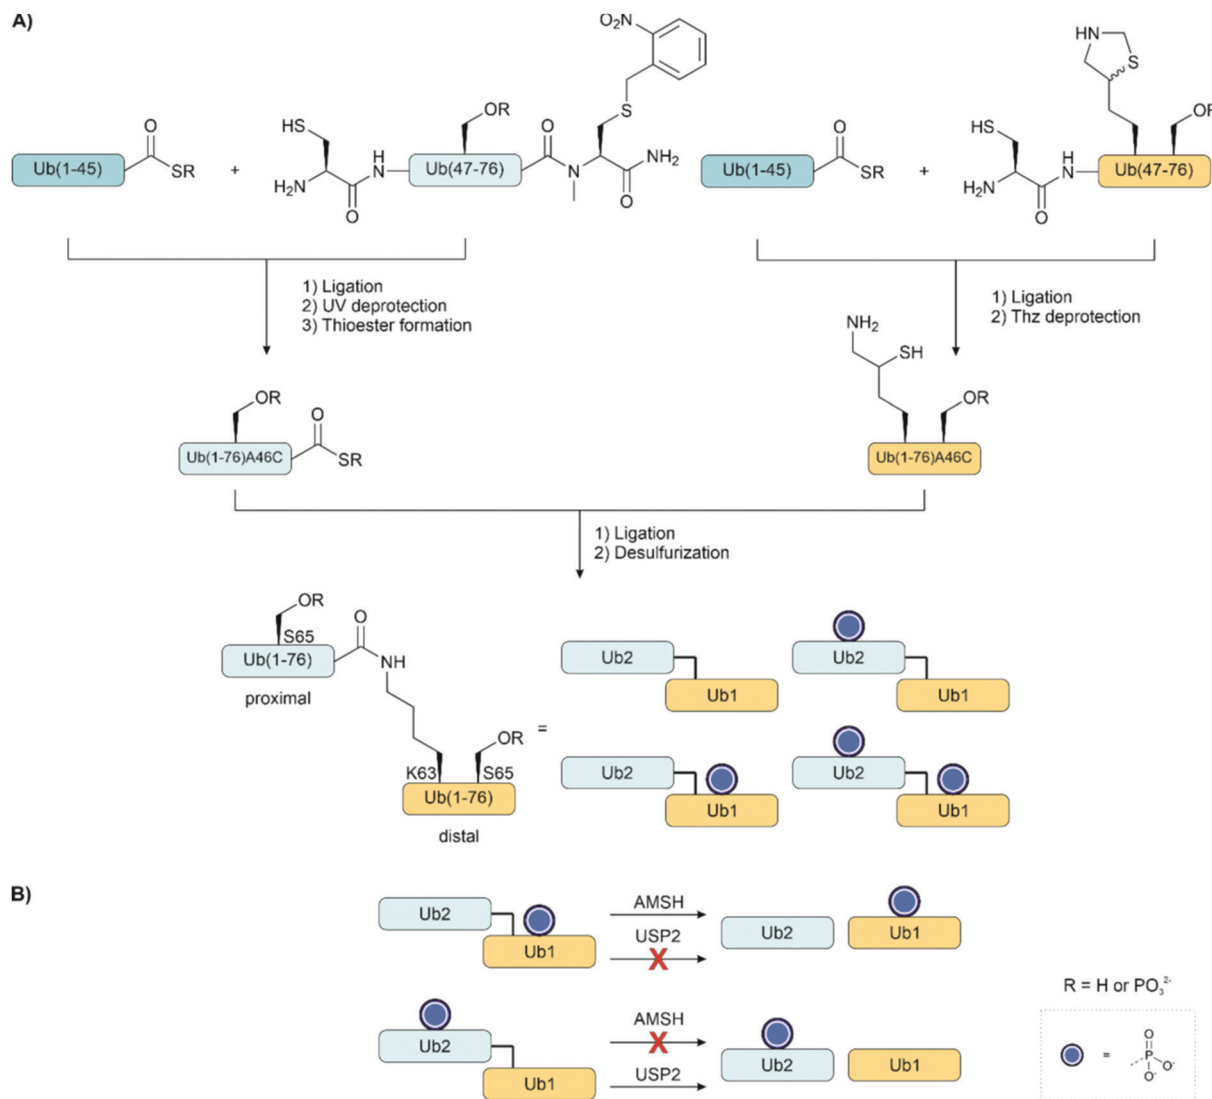 A)
O₂N
S
HS
OR
O
O
Ub(1-45)
SR
+
H₂N
H
N
O
Ub(47-76)
N
O
NH₂
HN
S
OR
HS
O
Ub(1-45)
SR
+
H₂N
H
N
O
Ub(47-76)
1) Ligation
2) UV deprotection
3) Thioester formation
1) Ligation
2) Thz deprotection
NH₂
SH
OR
O
OR
Ub(1-76)A46C
SR
Ub(1-76)A46C
1) Ligation
2) Desulfurization
OR
O
S65
Ub(1-76)
NH
proximal
OR
K63
S65
Ub(1-76)
distal
=
Ub2
Ub1
Ub2
Ub1
Ub2
Ub1
Ub2
Ub1
B)
Ub2
Ub1
AMSH
USP2
X
Ub2
Ub1
Ub2
Ub1
AMSH
X
USP2
Ub2
Ub1
R = H or PO₃²⁻
=
O
P
O⁻
O⁻